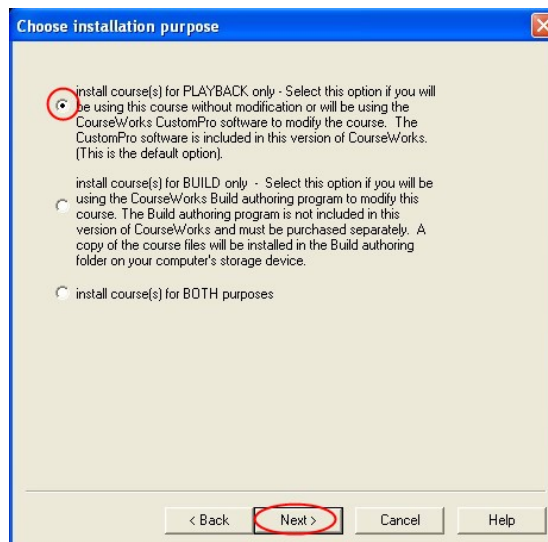 Choose installation purpose
install course(s) for PLAYBACK only - Select this option if you will
be using this course without modification or will be using the
CourseWorks CustomPro software to modify the course. The
CustomPro software is included in this version of CourseWorks.
(This is the default option).
install course(s) for BUILD only - Select this option if you will be
using the CourseWorks Build authoring program to modify this
course. The Build authoring program is not included in this
version of CourseWorks and must be purchased separately. A
copy of the course files will be installed in the Build authoring
folder on your computer's storage device.
install course(s) for BOTH purposes
< Back Next > Cancel Help